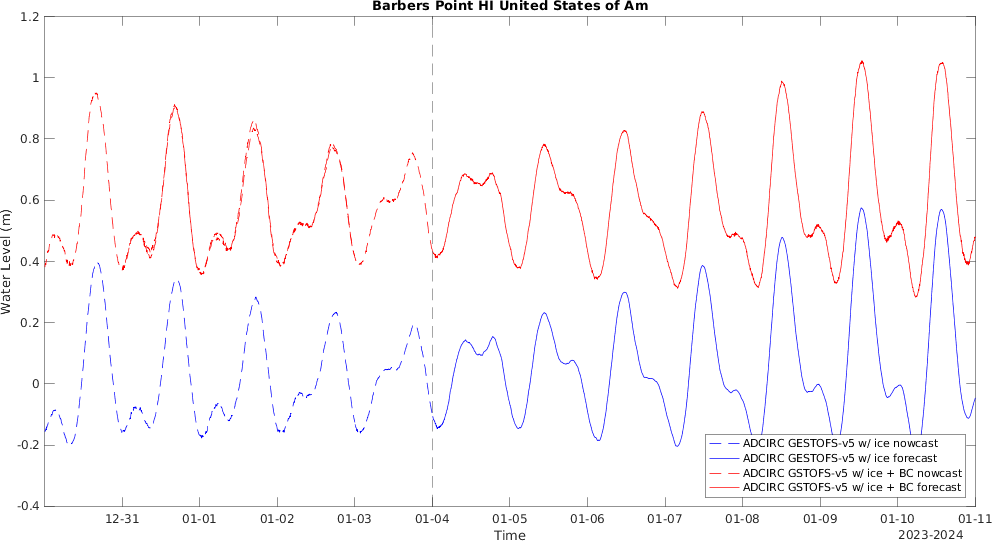 Barbers Point HI United States of Am
1.2
1
0.8
0.6
0.4
0.2
0
-0.2
-0.4
Water Level (m)
12-31 01-01 01-02 01-03 01-04 01-05 01-06 01-07 01-08 01-09 01-10 01-11
Time
2023-2024
ADCIRC GESTOFS-v5 w/ ice nowcast
ADCIRC GESTOFS-v5 w/ ice forecast
ADCIRC GSTOFS-v5 w/ ice + BC nowcast
ADCIRC GSTOFS-v5 w/ ice + BC forecast